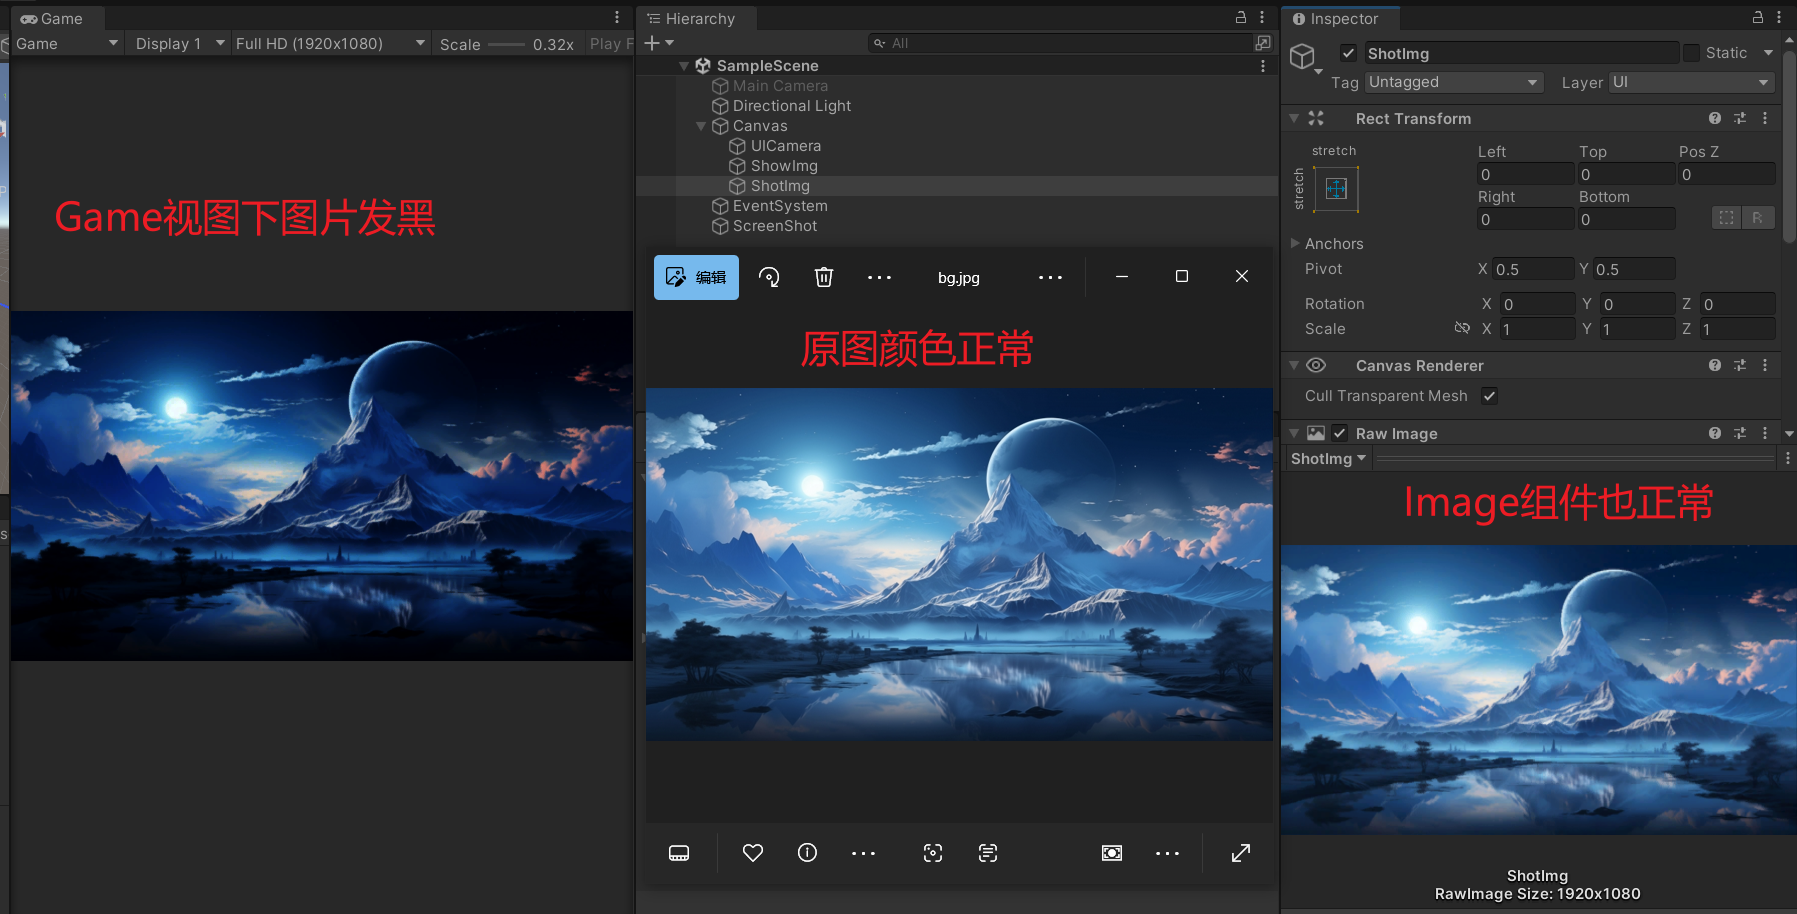 Game
Game
Display 1
Full HD (1920x1080)
Scale
0.32x
Play F
Game视图下图片发黑
Hierarchy
All
SampleScene
Main Camera
Directional Light
Canvas
UICamera
ShowImg
ShotImg
EventSystem
ScreenShot
编辑
bg.jpg
原图颜色正常
Inspector
ShotImg
Static
Tag
Untagged
Layer
UI
Rect Transform
stretch
stretch
Left
Top
Pos Z
0
0
0
Right
Bottom
0
0
R
Anchors
Pivot
X 0.5
Y 0.5
Rotation
X 0
Y 0
Z 0
Scale
X 1
Y 1
Z 1
Canvas Renderer
Cull Transparent Mesh
Raw Image
ShotImg
Image组件也正常
ShotImg
RawImage Size: 1920x1080